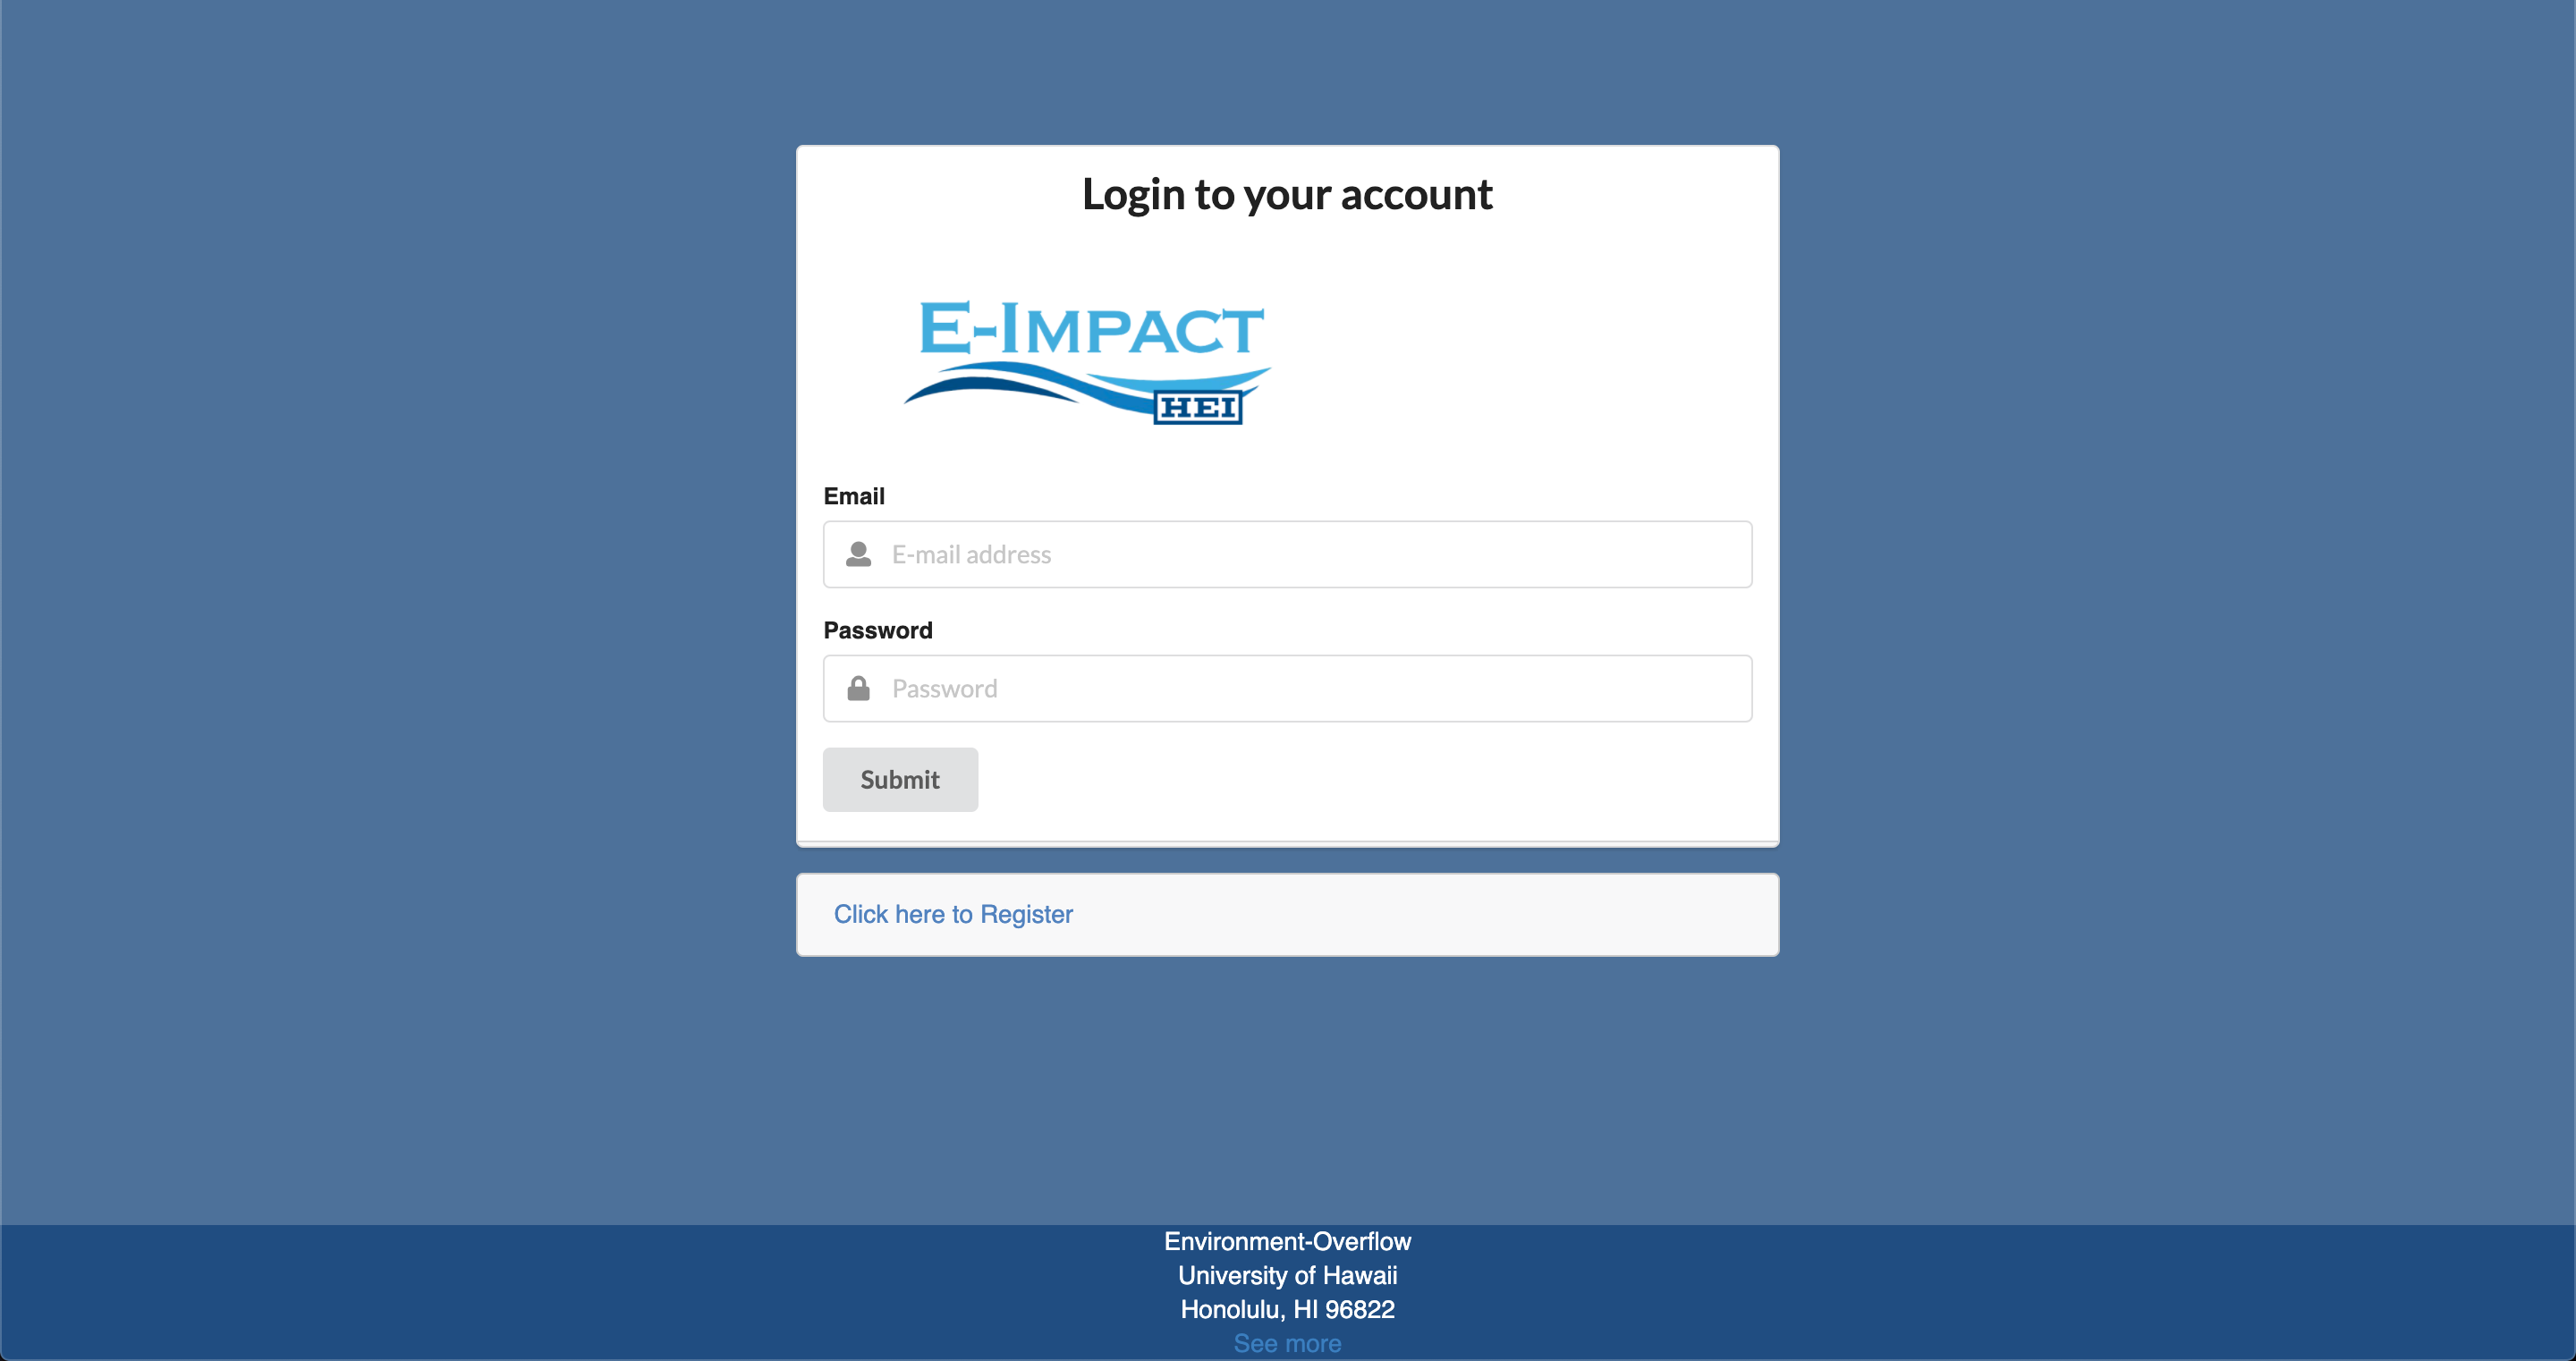 Login to your account
E-IMPACT
HEI
Email
E-mail address
Password
Password
Submit
Click here to Register
Environment-Overflow
University of Hawaii
Honolulu, HI 96822
See more